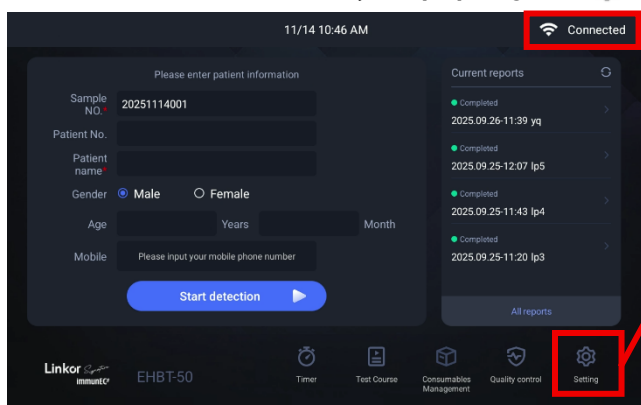 11/14 10:46 AM
Connected
Please enter patient information
Sample NO.*
20251114001
Patient No.
Patient name*
Gender
Male
Female
Age
Years
Month
Mobile
Please input your mobile phone number
Start detection
Current reports
Completed
2025.09.26-11:39 yq
Completed
2025.09.25-12:07 lp5
Completed
2025.09.25-11:43 lp4
Completed
2025.09.25-11:20 lp3
All reports
Linkor
immunEC
EHBT-50
Timer
Test Course
Consumables
Management
Quality control
Setting